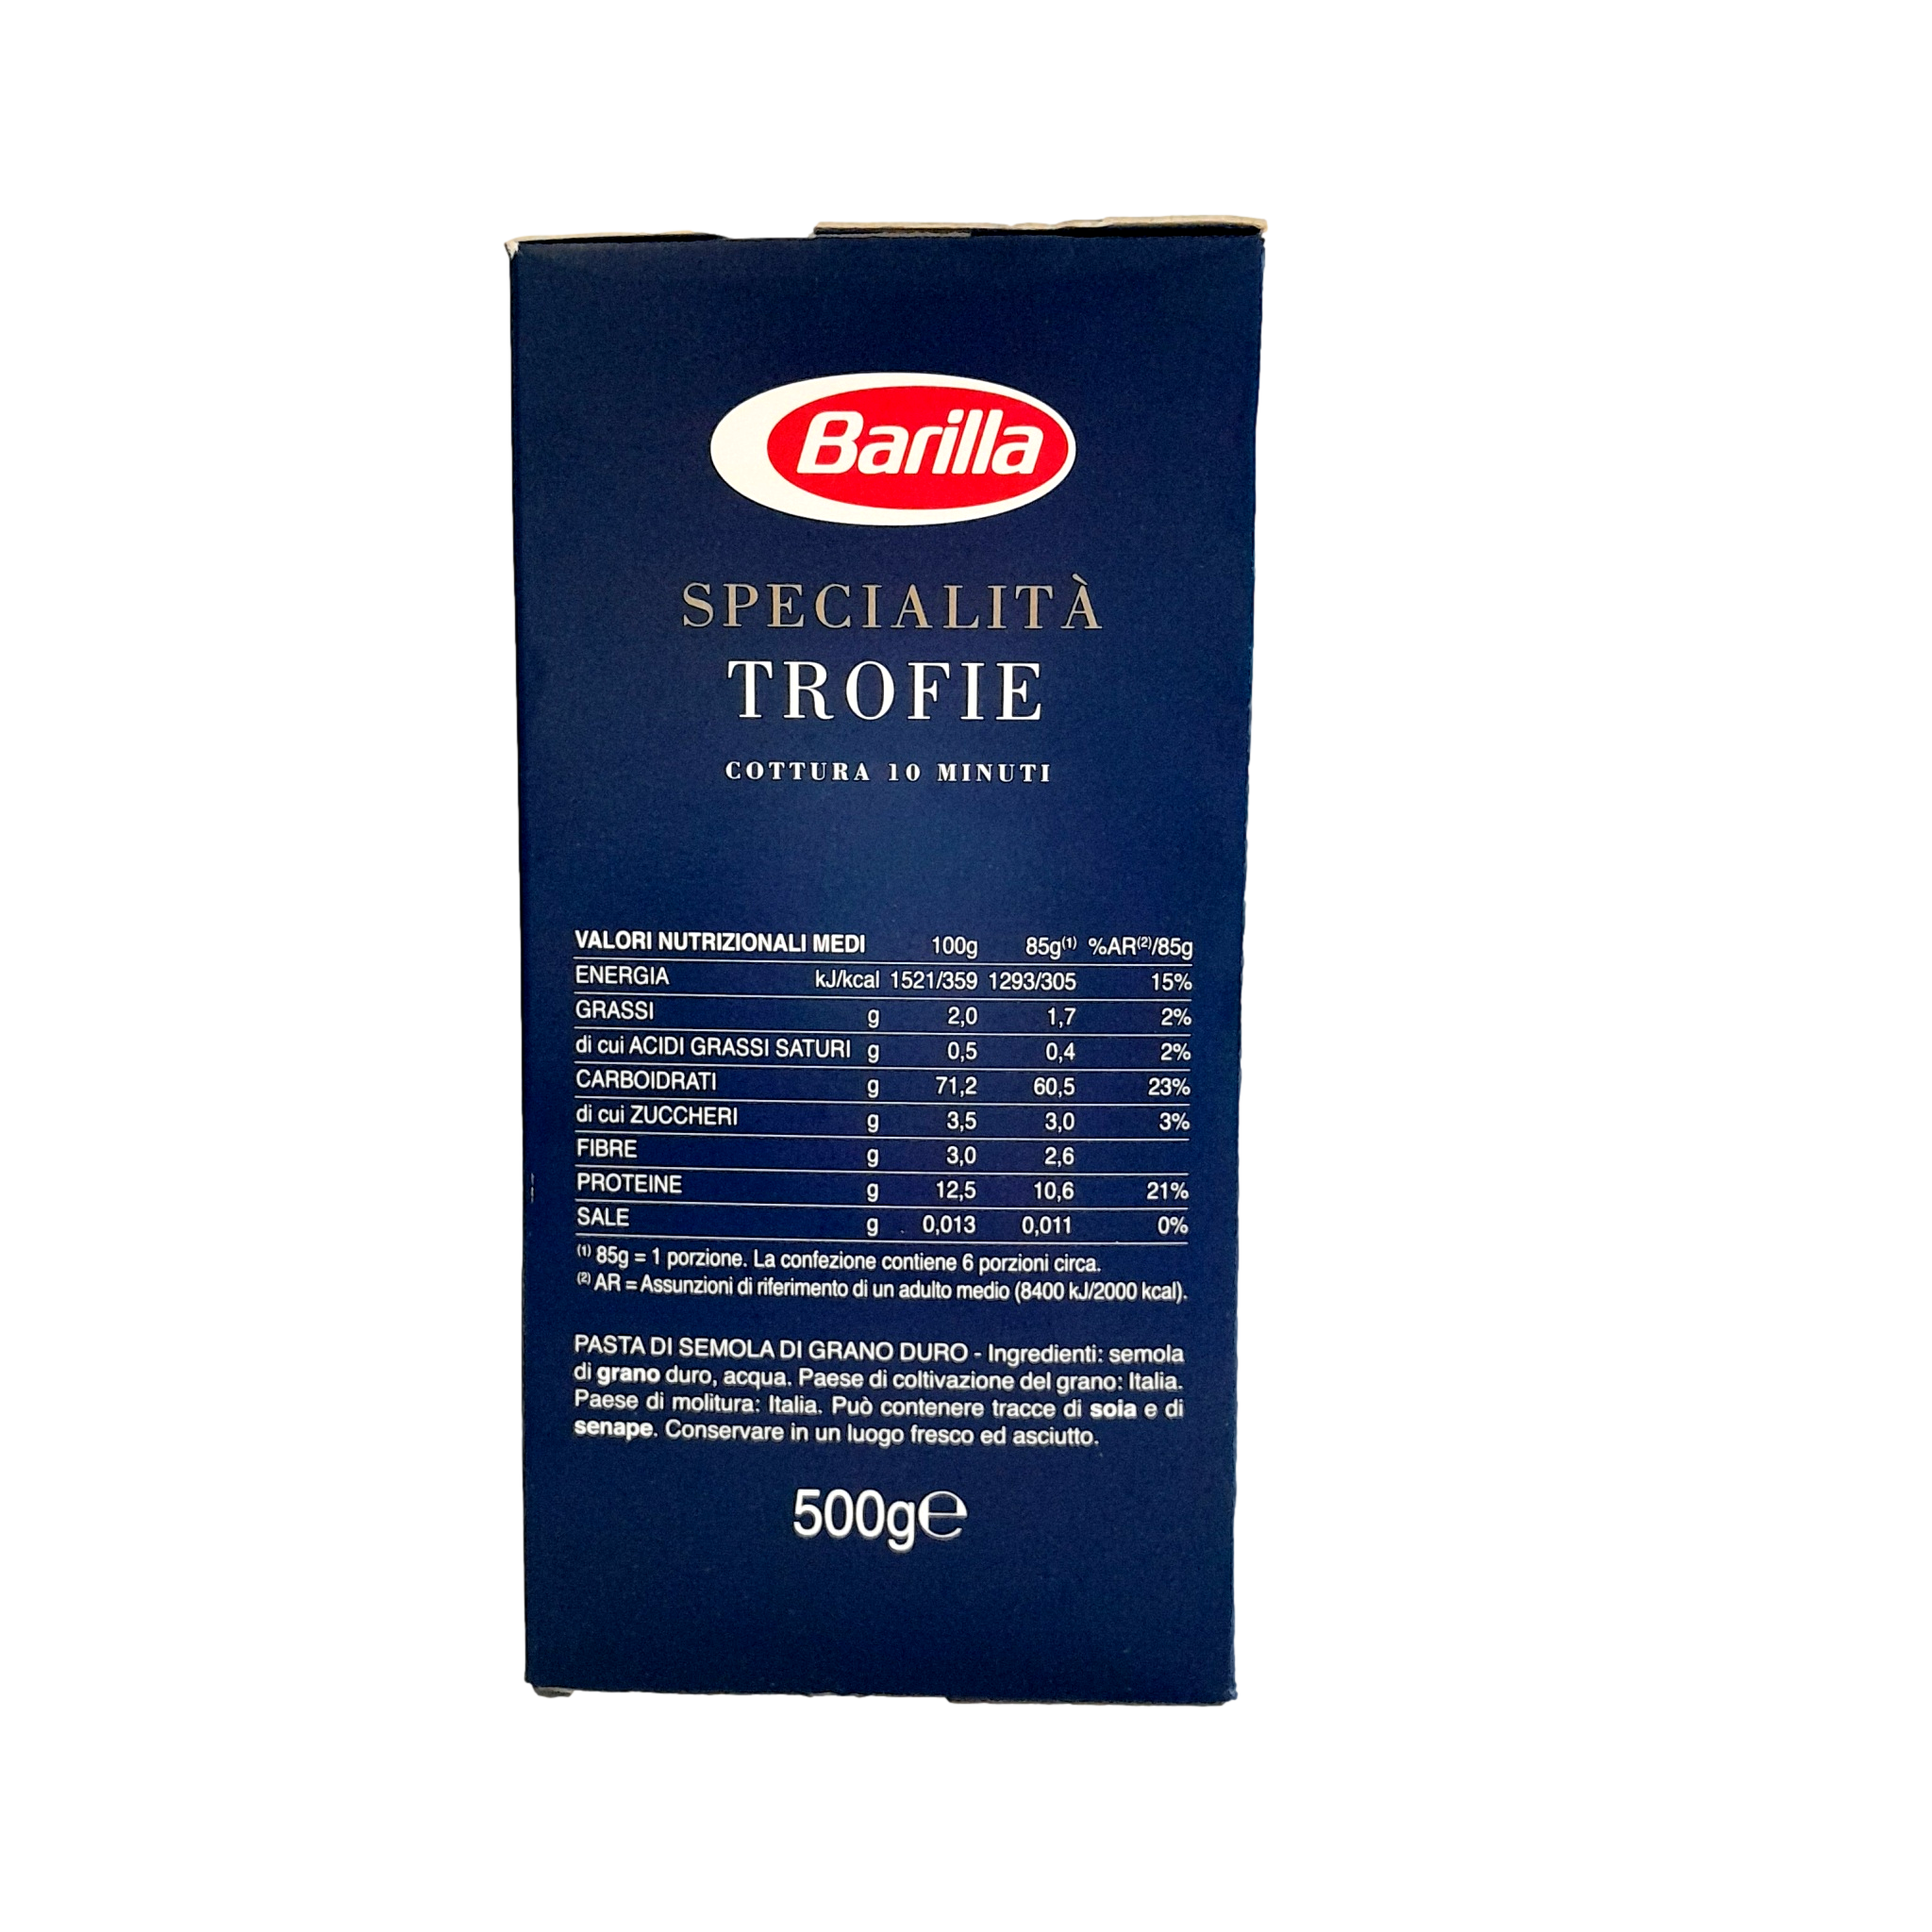 Barilla
SPECIALITÀ
TROFIE
COTTURA 10 MINUTI
VALORI NUTRIZIONALI MEDI 100g 85g⁽¹⁾ %AR⁽²⁾/85g
ENERGIA kJ/kcal 1521/359 1293/305 15%
GRASSI g 2,0 1,7 2%
di cui ACIDI GRASSI SATURI g 0,5 0,4 2%
CARBOIDRATI g 71,2 60,5 23%
di cui ZUCCHERI g 3,5 3,0 3%
FIBRE g 3,0 2,6
PROTEINE g 12,5 10,6 21%
SALE g 0,013 0,011 0%
⁽¹⁾ 85g = 1 porzione. La confezione contiene 6 porzioni circa.
⁽²⁾ AR = Assunzioni di riferimento di un adulto medio (8400 kJ/2000 kcal).
PASTA DI SEMOLA DI GRANO DURO - Ingredienti: semola
di grano duro, acqua. Paese di coltivazione del grano: Italia.
Paese di molitura: Italia. Può contenere tracce di soia e di
senape. Conservare in un luogo fresco ed asciutto.
500g℮